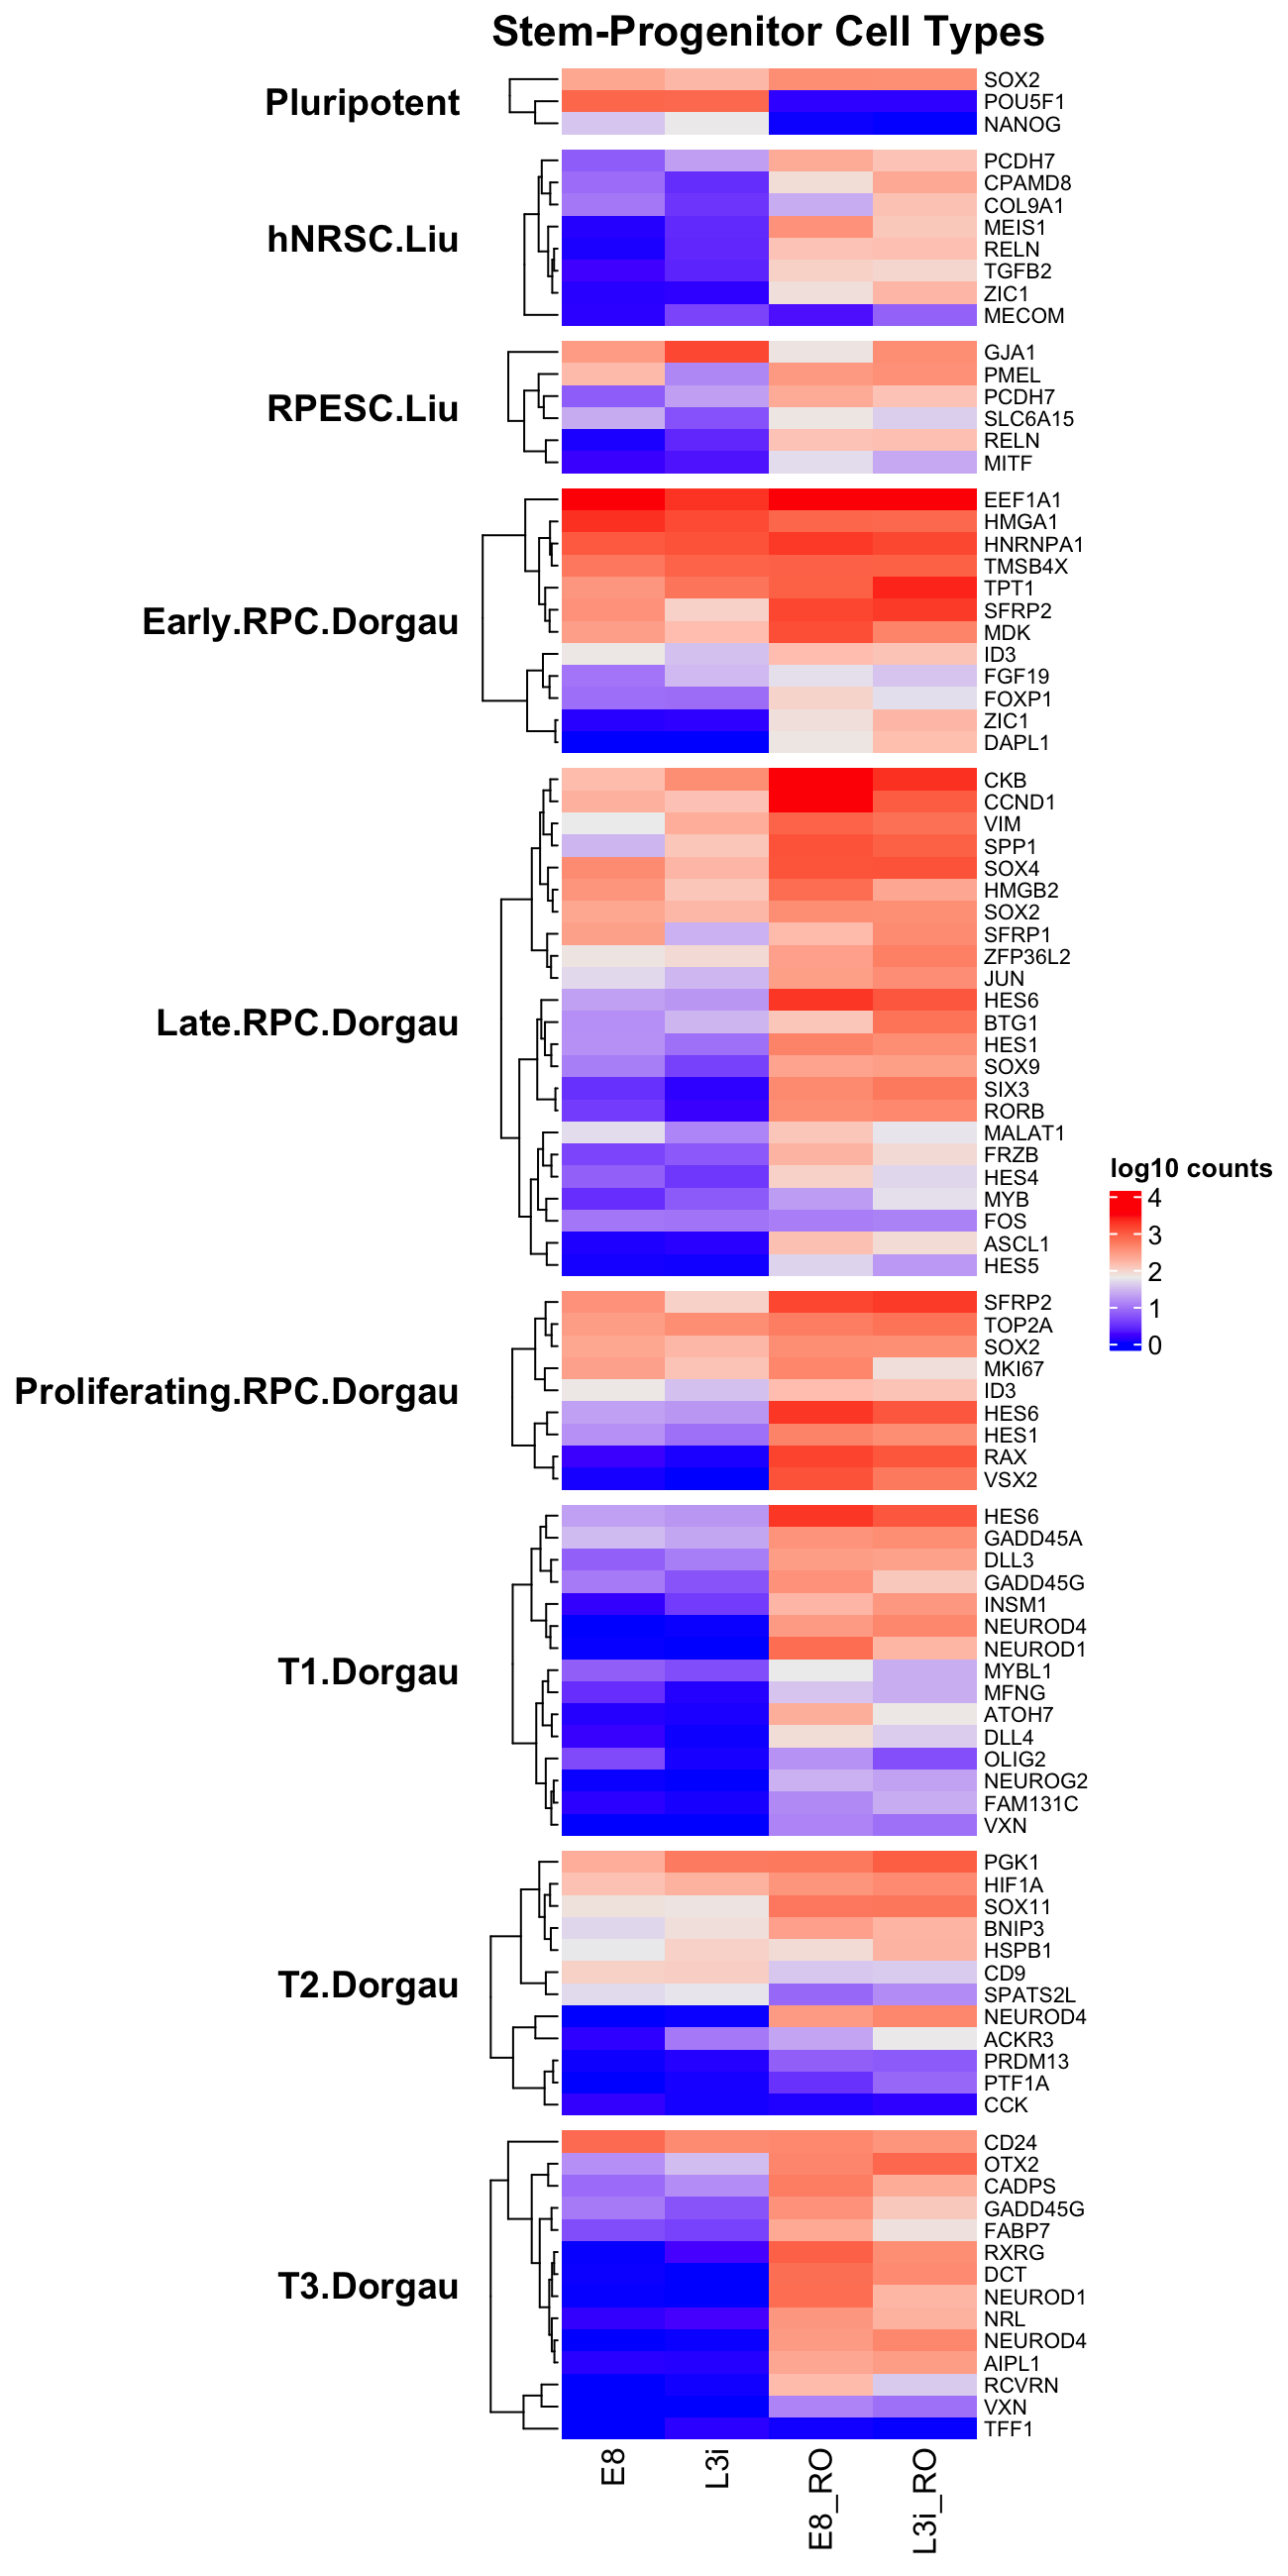 Stem-Progenitor Cell Types
Pluripotent
SOX2
POU5F1
NANOG
hNRSC.Liu
PCDH7
CPAMD8
COL9A1
MEIS1
RELN
TGFB2
ZIC1
MECOM
RPESC.Liu
GJA1
PMEL
PCDH7
SLC6A15
RELN
MITF
Early.RPC.Dorgau
EEF1A1
HMGA1
HNRNPA1
TMSB4X
TPT1
SFRP2
MDK
ID3
FGF19
FOXP1
ZIC1
DAPL1
Late.RPC.Dorgau
CKB
CCND1
VIM
SPP1
SOX4
HMGB2
SOX2
SFRP1
ZFP36L2
JUN
HES6
BTG1
HES1
SOX9
SIX3
RORB
MALAT1
FRZB
HES4
MYB
FOS
ASCL1
HES5
log10 counts
4
3
2
1
0
Proliferating.RPC.Dorgau
SFRP2
TOP2A
SOX2
MKI67
ID3
HES6
HES1
RAX
VSX2
T1.Dorgau
HES6
GADD45A
DLL3
GADD45G
INSM1
NEUROD4
NEUROD1
MYBL1
MFNG
ATOH7
DLL4
OLIG2
NEUROG2
FAM131C
VXN
T2.Dorgau
PGK1
HIF1A
SOX11
BNIP3
HSPB1
CD9
SPATS2L
NEUROD4
ACKR3
PRDM13
PTF1A
CCK
T3.Dorgau
CD24
OTX2
CADPS
GADD45G
FABP7
RXRG
DCT
NEUROD1
NRL
NEUROD4
AIPL1
RCVRN
VXN
TFF1
E8
L3i
E8_RO
L3i_RO